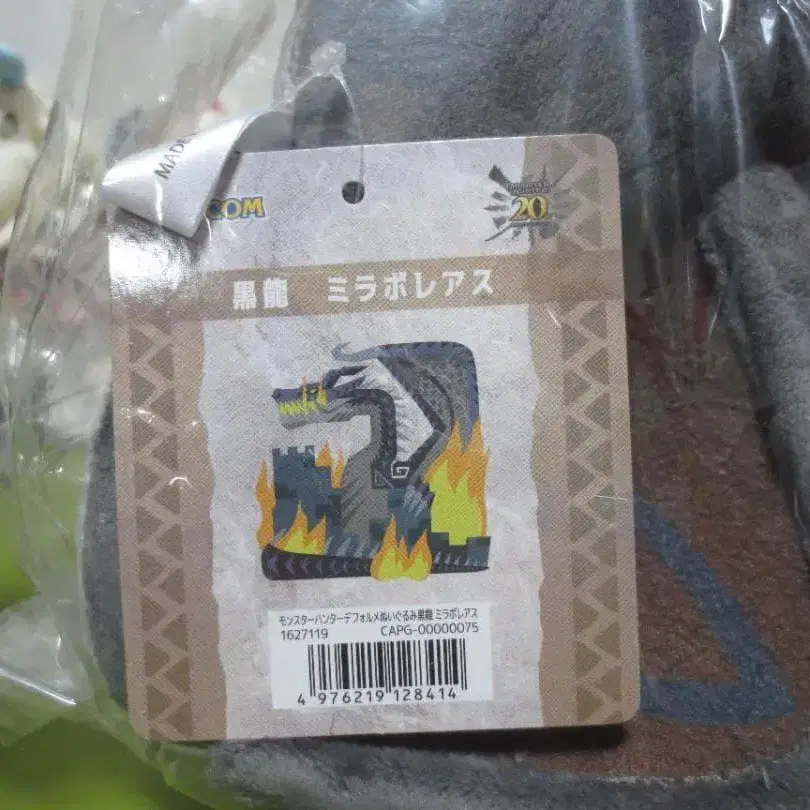 MADE
COM
20
黒龍 ミラボレアス
モンスターハンターデフォルメぬいぐるみ黒龍 ミラボレアス
1627119 CAPG-00000075
4 976219 128414